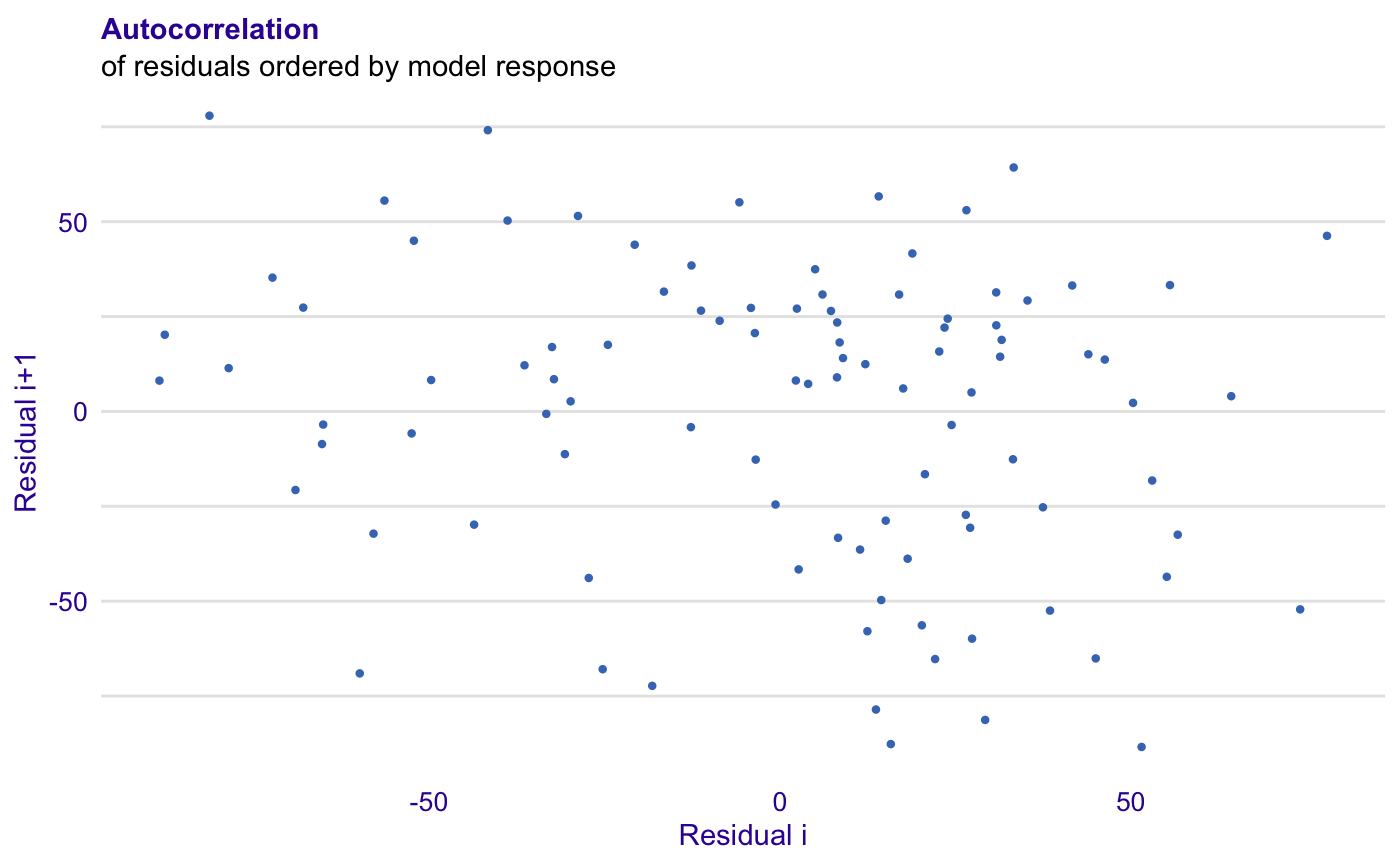 Autocorrelation
of residuals ordered by model response
Residual i+1
50
0
-50
-50
0
50
Residual i